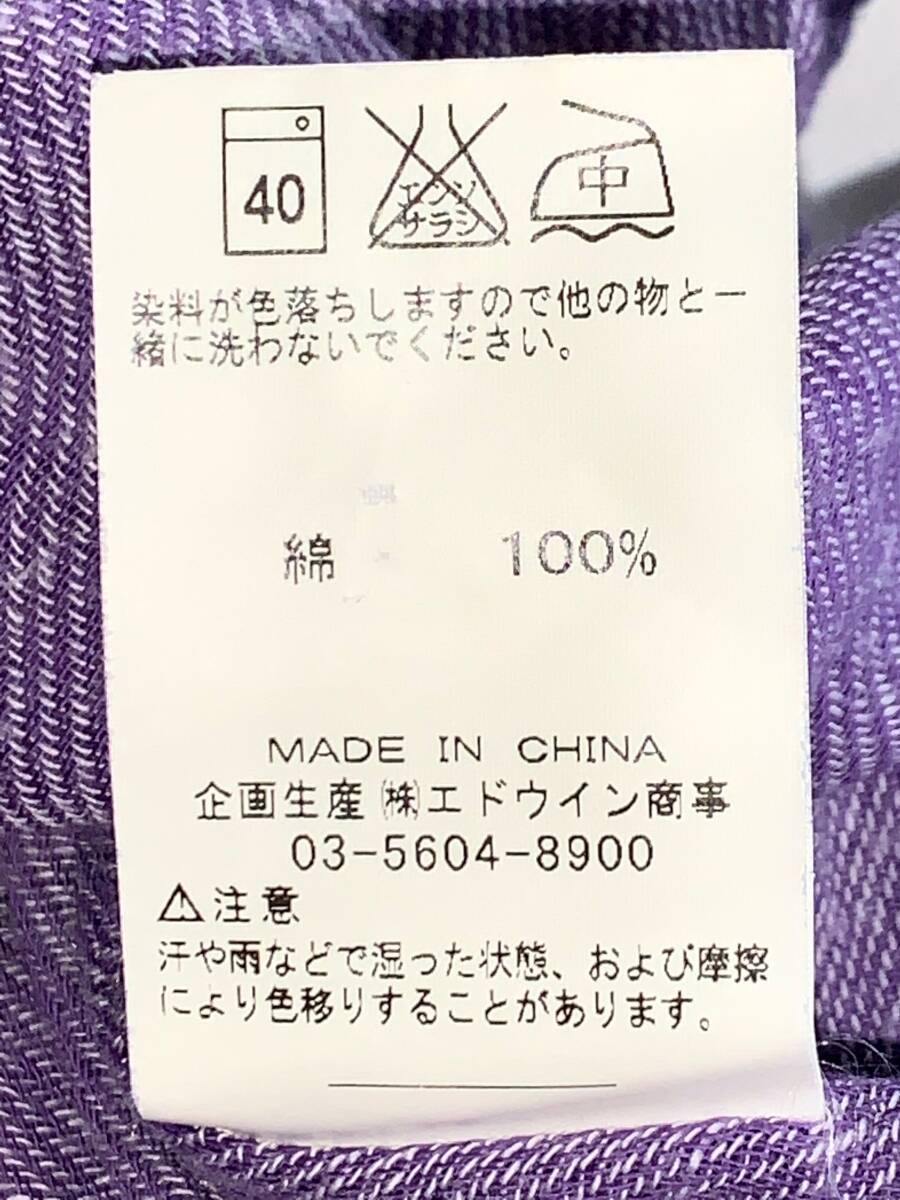 40
エンソ
サラシ
中
染料が色落ちしますので他の物と一
緒に洗わないでください。
綿 100%
MADE IN CHINA
企画生産 ㈱エドウイン商事
03-5604-8900
⚠注意
汗や雨などで湿った状態、および摩擦
により色移りすることがあります。